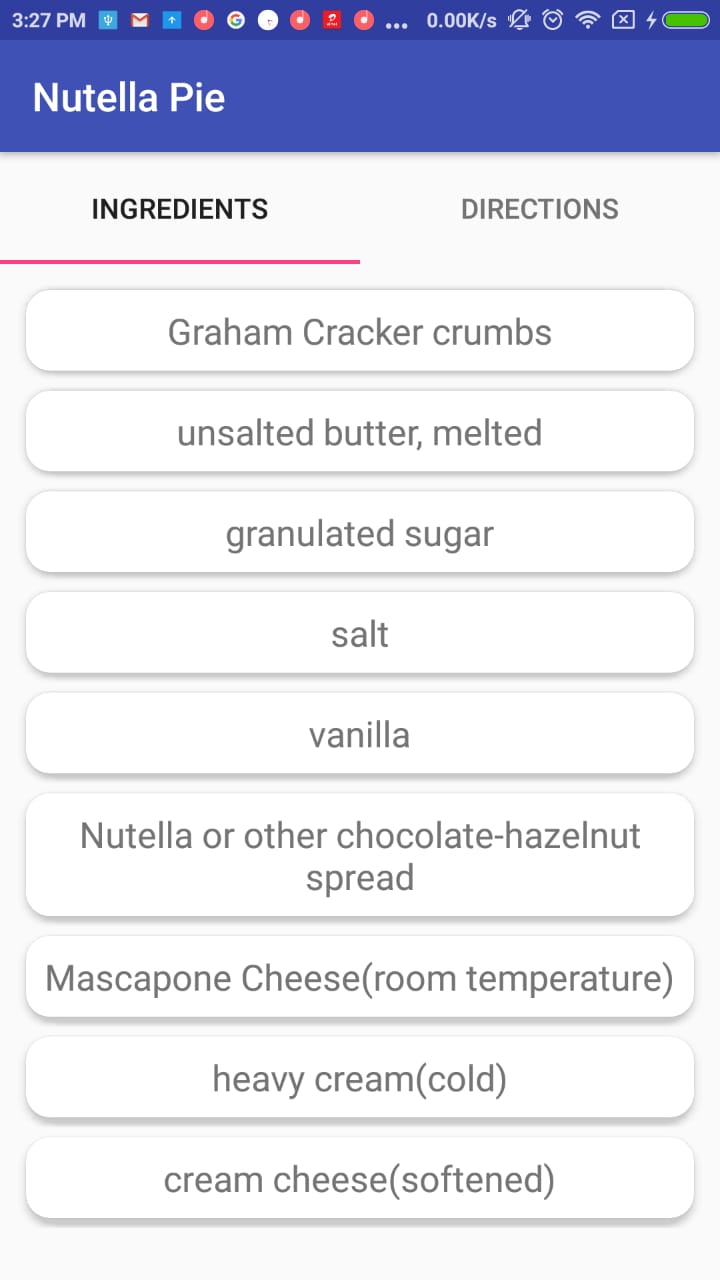 3:27 PM ... 0.00K/s
Nutella Pie
INGREDIENTS DIRECTIONS
Graham Cracker crumbs
unsalted butter, melted
granulated sugar
salt
vanilla
Nutella or other chocolate-hazelnut
spread
Mascapone Cheese(room temperature)
heavy cream(cold)
cream cheese(softened)